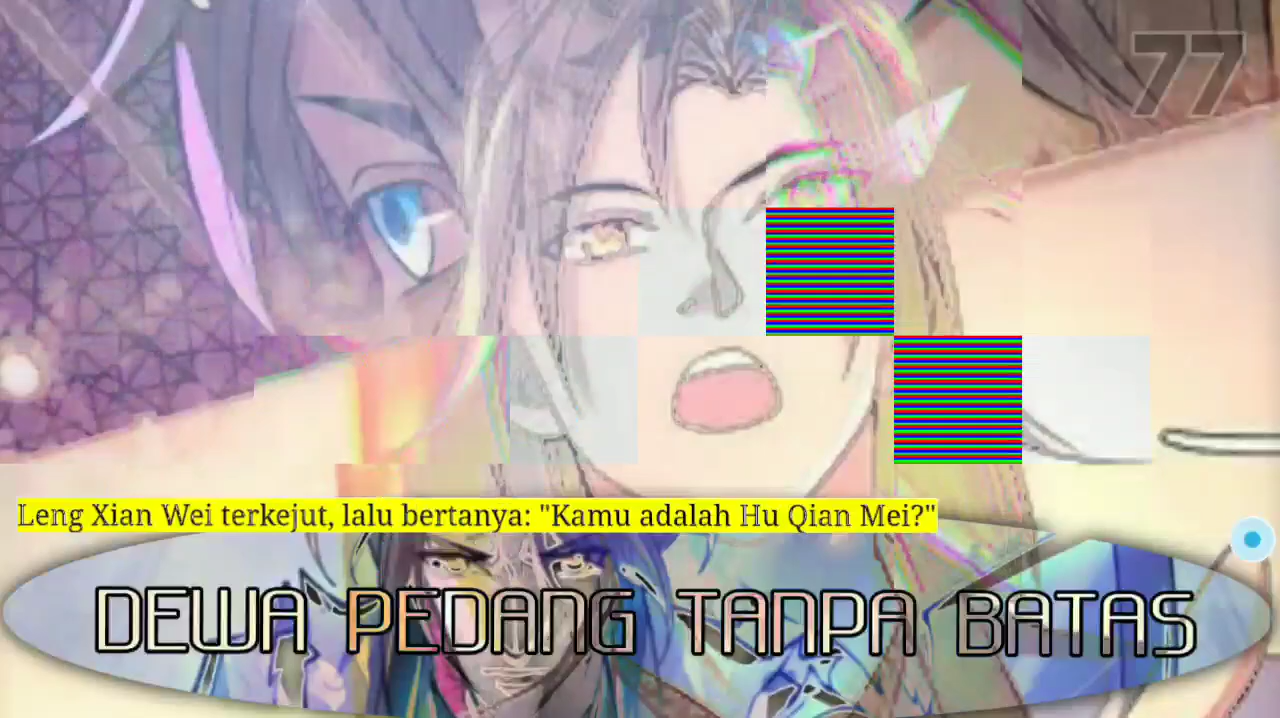 77
Leng Xian Wei terkejut, lalu bertanya: "Kamu adalah Hu Qian Mei?"
DEWA PEDANG TANPA BATAS